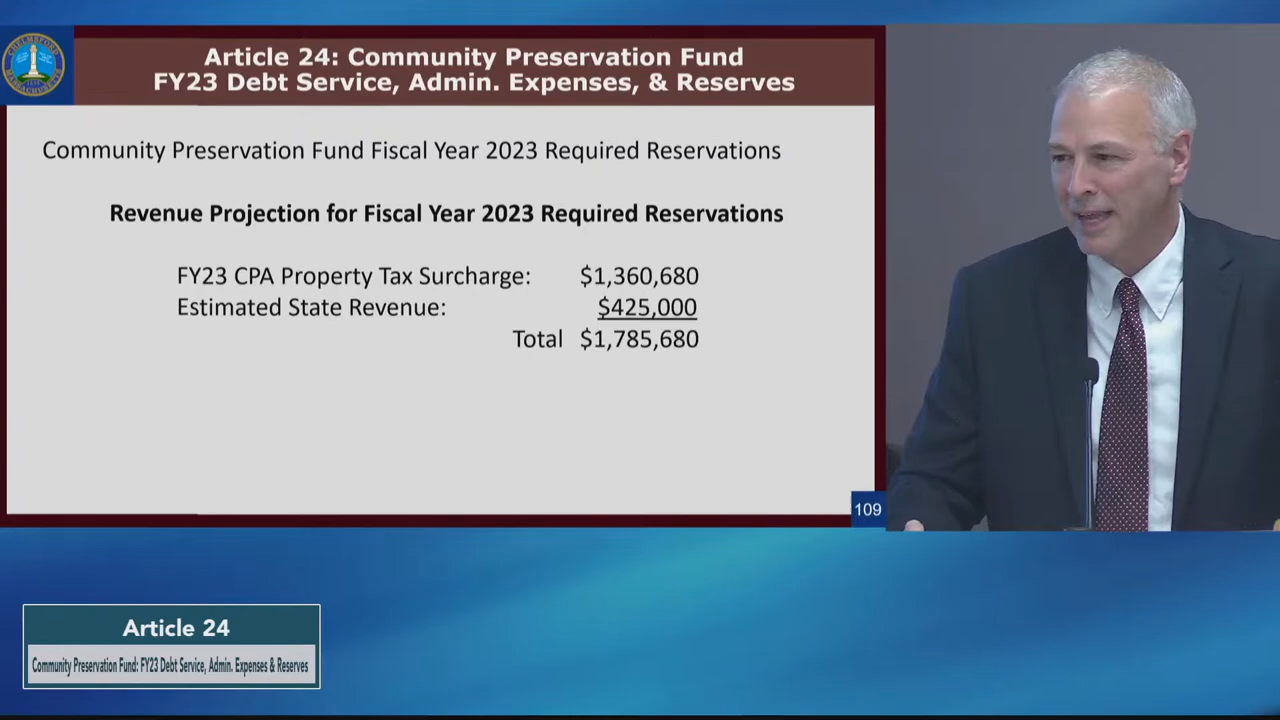 Article 24: Community Preservation Fund
FY23 Debt Service, Admin. Expenses, & Reserves
CHELMSFORD
MASSACHUSETTS
Community Preservation Fund Fiscal Year 2023 Required Reservations
Revenue Projection for Fiscal Year 2023 Required Reservations
FY23 CPA Property Tax Surcharge: $1,360,680
Estimated State Revenue: $425,000
Total $1,785,680
109
Article 24
Community Preservation Fund: FY23 Debt Service, Admin. Expenses & Reserves